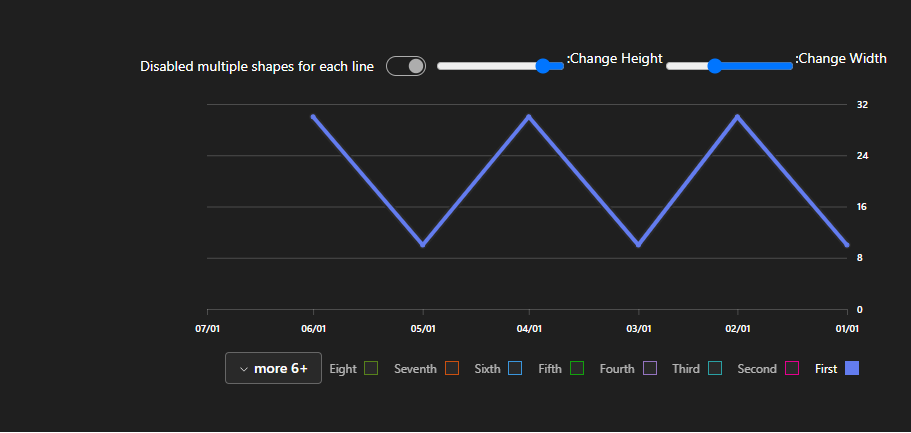 Disabled multiple shapes for each line
:Change Height
:Change Width
32
24
16
8
0
07/01 06/01 05/01 04/01 03/01 02/01 01/01
more 6+ Eight Seventh Sixth Fifth Fourth Third Second First